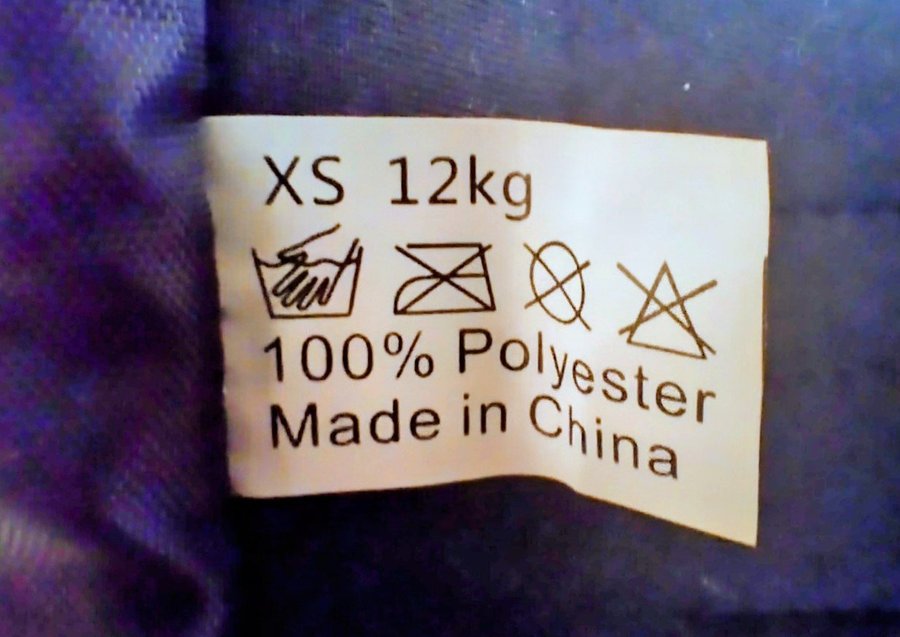 XS 12kg
100% Polyester
Made in China